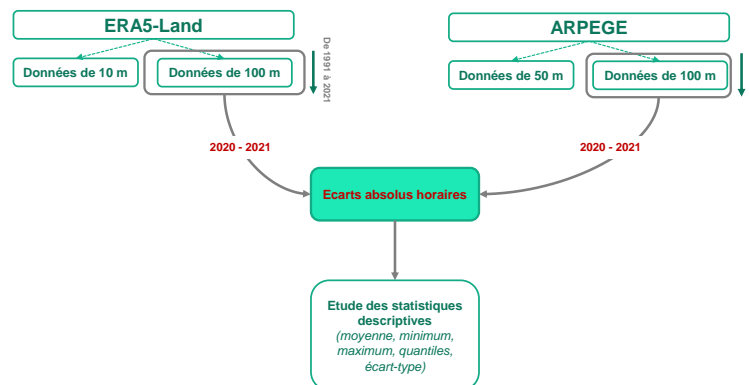 ERA5-Land
ARPEGE
Données de 10 m
Données de 100 m
De 1991 à 2021
Données de 50 m
Données de 100 m
2020 - 2021
2020 - 2021
Ecarts absolus horaires
Etude des statistiques
descriptives
(moyenne, minimum,
maximum, quantiles,
écart-type)